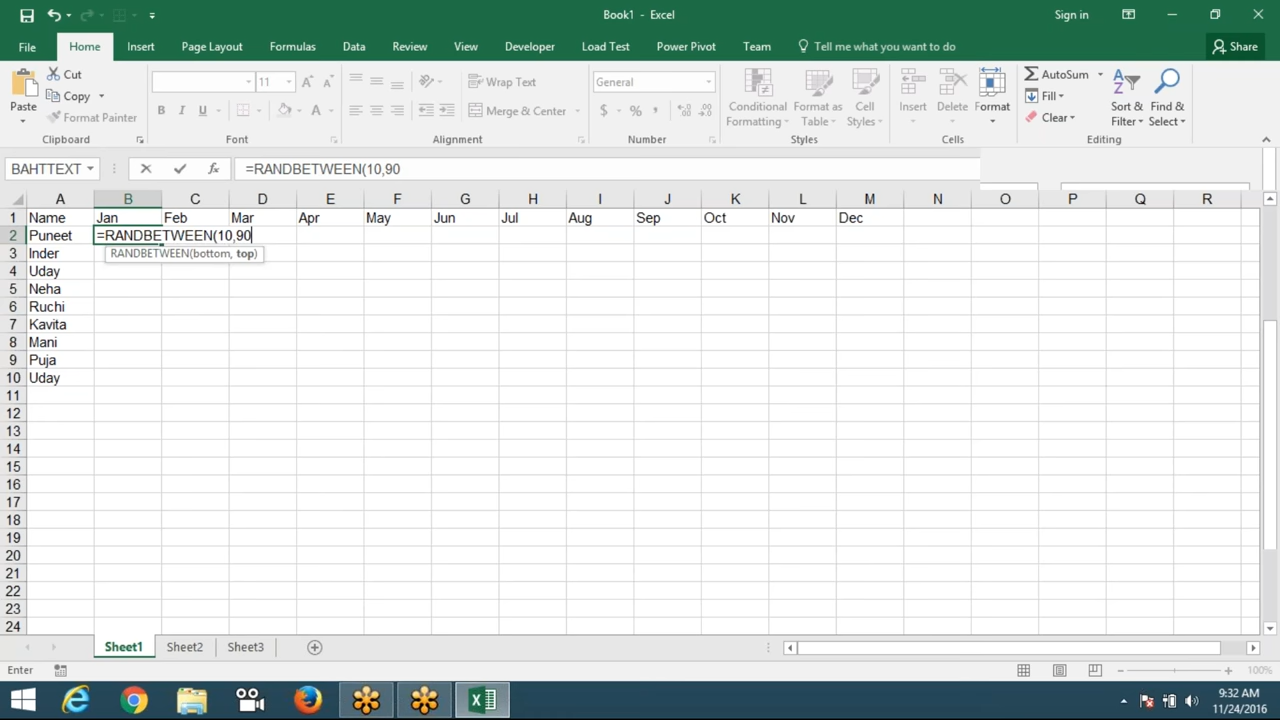 Book1 - Excel
Sign in
File Home Insert Page Layout Formulas Data Review View Developer Load Test Power Pivot Team Tell me what you want to do Share
Paste
Cut
Copy
Format Painter
Clipboard
11 A A
B I U A
Font
Wrap Text
Merge & Center
Alignment
General
$ % ,
Number
Conditional Formatting
Format as Table
Cell Styles
Styles
Insert Delete Format
Cells
AutoSum
Fill
Clear
Sort & Filter
Find & Select
Editing
BAHTTEXT fx =RANDBETWEEN(10,90
A B C D E F G H I J K L M N O P Q R
1 Name Jan Feb Mar Apr May Jun Jul Aug Sep Oct Nov Dec
2 Puneet =RANDBETWEEN(10,90
RANDBETWEEN(bottom, top)
3 Inder
4 Uday
5 Neha
6 Ruchi
7 Kavita
8 Mani
9 Puja
10 Uday
11
12
13
14
15
16
17
18
19
20
21
22
23
24
Sheet1 Sheet2 Sheet3
Enter
100%
9:32 AM
11/24/2016